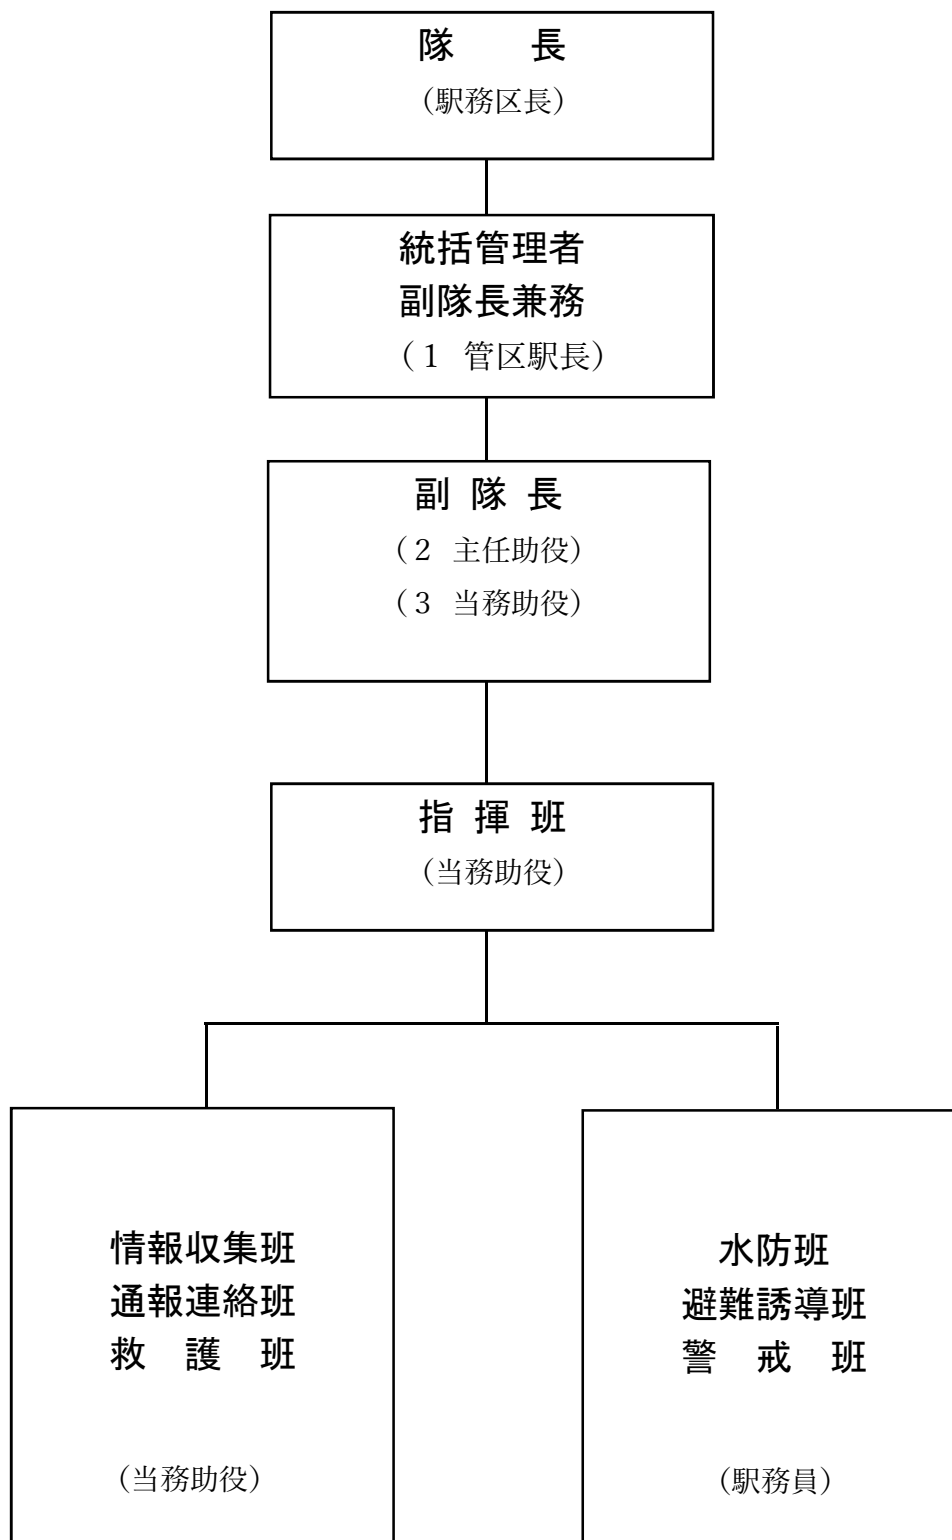 隊　　長
（駅務区長）
統括管理者
副隊長兼務
（１ 管区駅長）
副 隊 長
（２ 主任助役）
（３ 当務助役）
指 揮 班
（当務助役）
情報収集班
通報連絡班
救　護　班
（当務助役）
水防班
避難誘導班
警　戒　班
（駅務員）